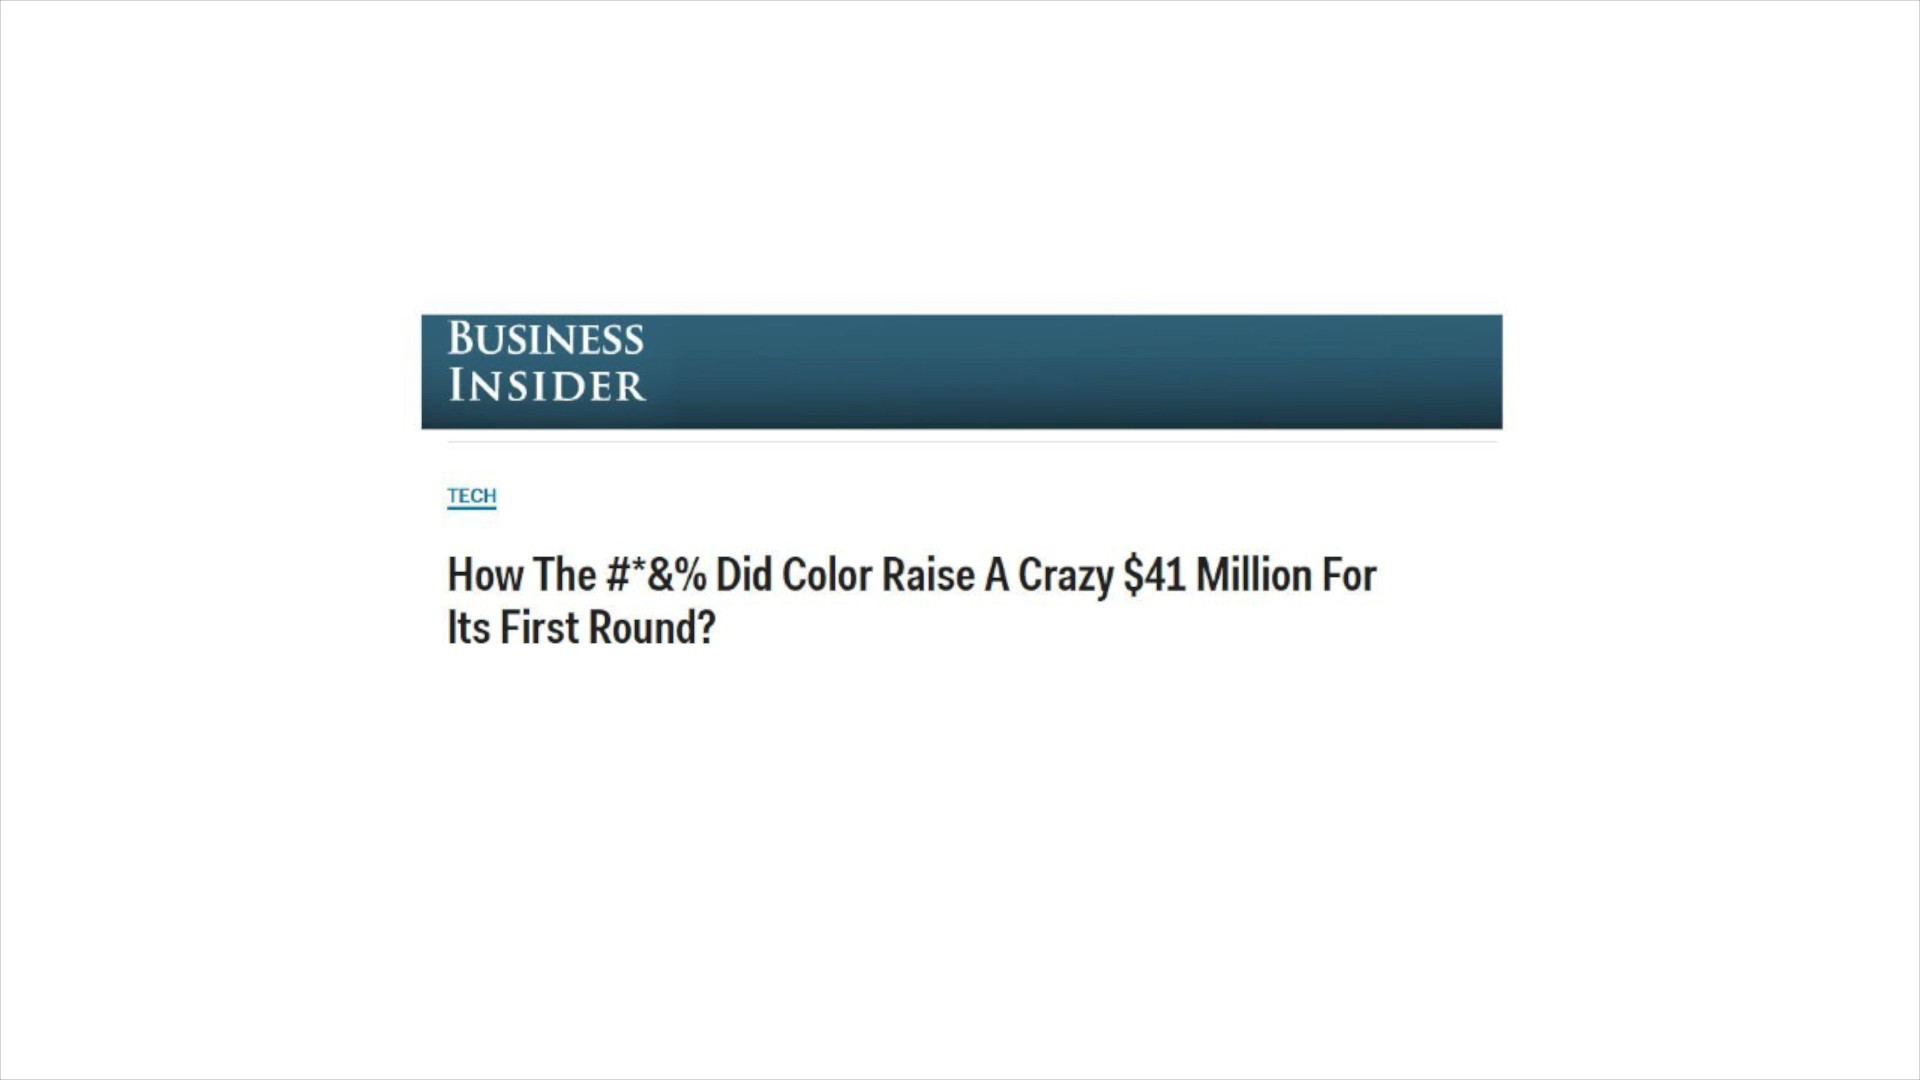 BUSINESS
INSIDER
TECH
How The #*&% Did Color Raise A Crazy $41 Million For
Its First Round?